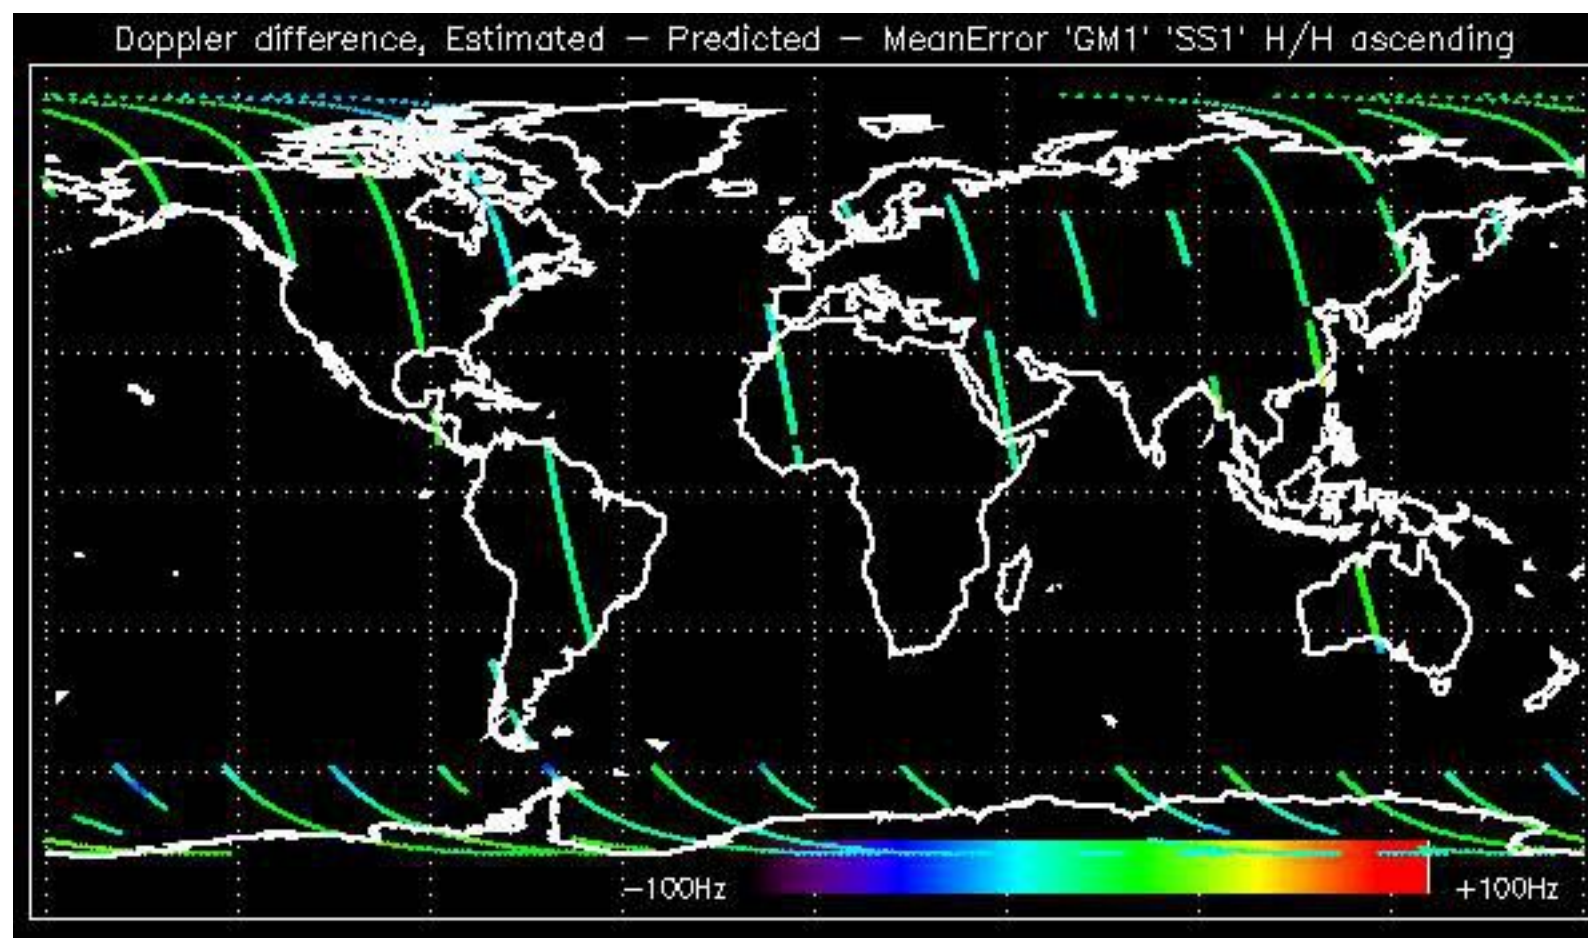 Doppler difference, Estimated – Predicted – MeanError 'GM1' 'SS1' H/H ascending
–100Hz +100Hz